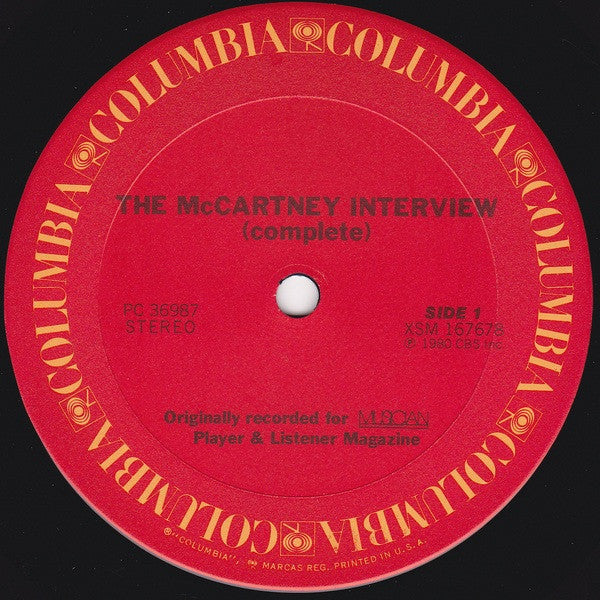 COLUMBIA
COLUMBIA
COLUMBIA
COLUMBIA
COLUMBIA
COLUMBIA
THE McCARTNEY INTERVIEW
(complete)
PC 36987
STEREO
SIDE 1
XSM 167678
℗ 1980 CBS Inc.
Originally recorded for MUSICIAN
Player & Listener Magazine
® "COLUMBIA", MARCAS REG. PRINTED IN U.S.A.